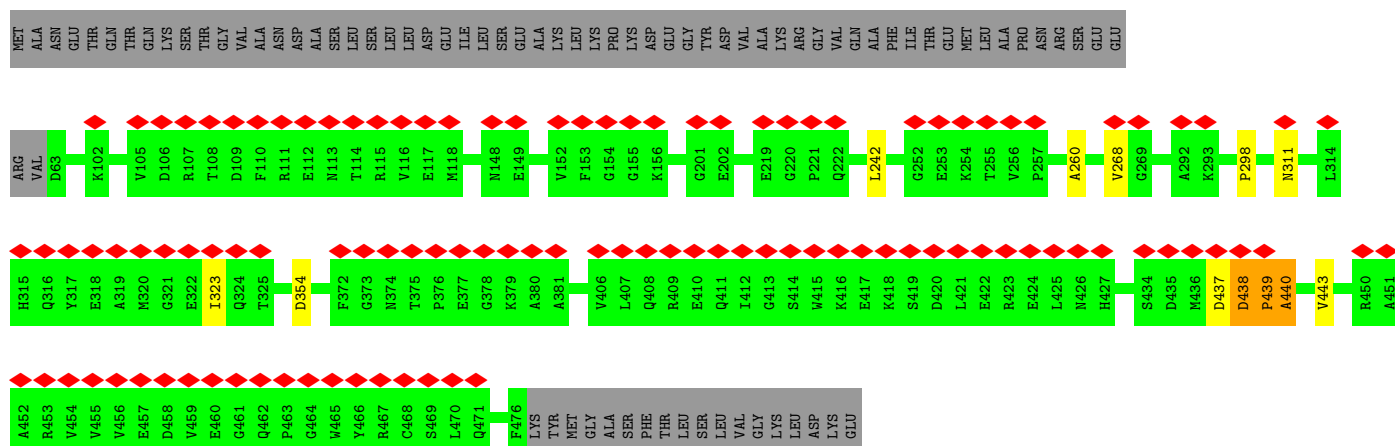 MET ALA ASN GLU THR GLN THR GLN LYS SER THR GLY VAL ALA ASN ASP ALA SER LEU SER LEU LEU ASP GLU ILE LEU SER GLU ALA LYS LEU LYS PRO LYS ASP GLU GLY TYR ASP VAL ALA LYS ARG GLY VAL GLN ALA PHE ILE THR GLU MET LEU ALA PRO ASN ARG SER GLU GLU
ARG VAL D63 K102 V105 D106 R107 T108 D109 F110 R111 E112 N113 T114 R115 V116 E117 M118 N148 E149 V152 F153 G154 G155 K156 G201 E202 E219 G220 P221 Q222 L242 G252 E253 K254 T255 V256 P257 A260 V268 G269 A292 K293 P298 N311 L314
H315 Q316 Y317 E318 A319 M320 G321 E322 I323 Q324 T325 D354 F372 G373 N374 T375 P376 E377 G378 K379 A380 A381 V406 L407 Q408 R409 E410 Q411 I412 G413 S414 W415 K416 E417 K418 S419 D420 L421 E422 R423 E424 L425 N426 H427 S434 D435 M436 D437 D438 P439 A440 V443 R450 A451
A452 R453 V454 V455 V456 E457 D458 V459 E460 G461 Q462 P463 G464 W465 Y466 R467 C468 S469 L470 Q471 F476 LYS TYR MET GLY ALA SER PHE THR LEU SER LEU VAL GLY LYS LEU ASP LYS GLU